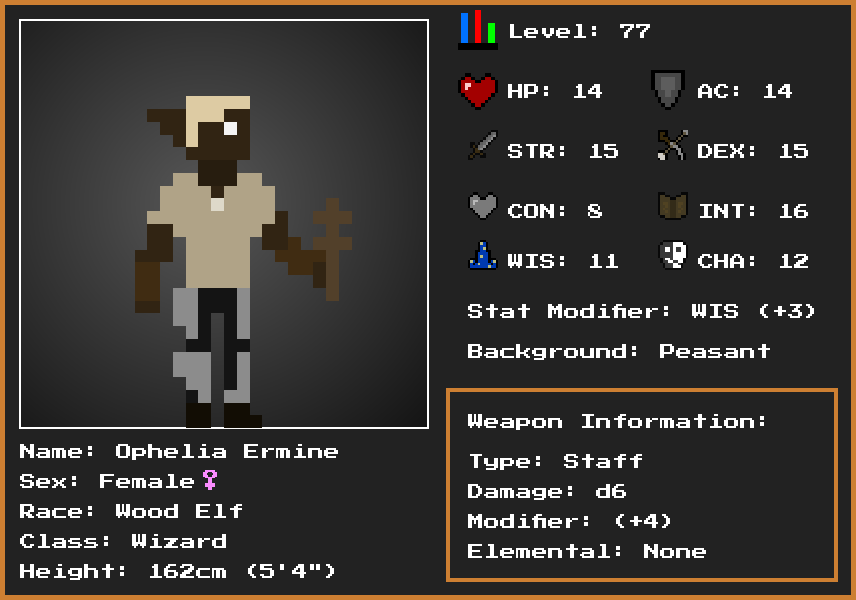 Level: 77
HP: 14
AC: 14
STR: 15
DEX: 15
CON: 8
INT: 16
WIS: 11
CHA: 12
Stat Modifier: WIS (+3)
Background: Peasant
Weapon Information:
Type: Staff
Damage: d6
Modifier: (+4)
Elemental: None
Name: Ophelia Ermine
Sex: Female♀
Race: Wood Elf
Class: Wizard
Height: 162cm (5'4")